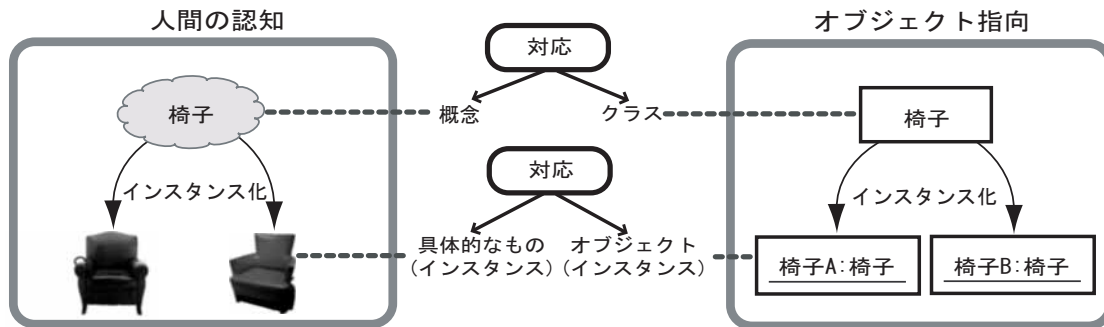 人間の認知
オブジェクト指向
対応
概念
クラス
椅子
椅子
インスタンス化
対応
インスタンス化
具体的なもの
(インスタンス)
オブジェクト
(インスタンス)
椅子A:椅子
椅子B:椅子